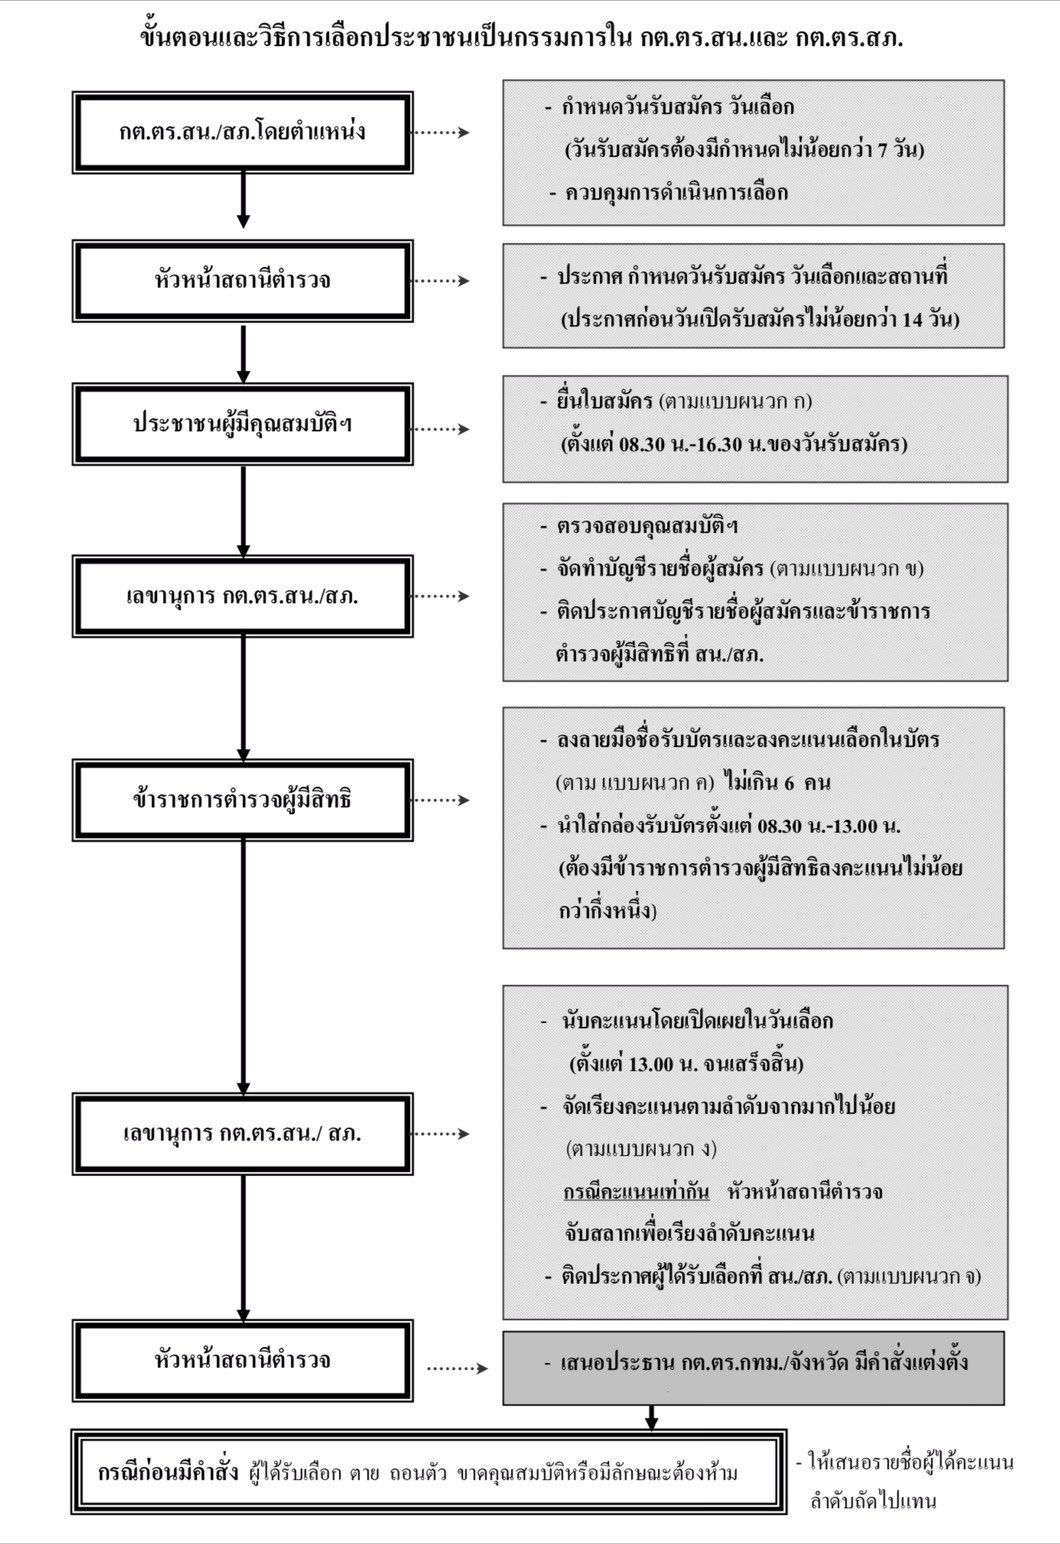 ขั้นตอนและวิธีการเลือกประชาชนเป็นกรรมการใน กต.ตร.สน.และ กต.ตร.สภ.
กต.ตร.สน./สภ.โดยตำแหน่ง
- กำหนดวันรับสมัคร วันเลือก
(วันรับสมัครต้องมีกำหนดไม่น้อยกว่า 7 วัน)
- ควบคุมการดำเนินการเลือก
หัวหน้าสถานีตำรวจ
- ประกาศ กำหนดวันรับสมัคร วันเลือกและสถานที่
(ประกาศก่อนวันเปิดรับสมัครไม่น้อยกว่า 14 วัน)
ประชาชนผู้มีคุณสมบัติฯ
- ยื่นใบสมัคร (ตามแบบผนวก ก)
(ตั้งแต่ 08.30 น.-16.30 น.ของวันรับสมัคร)
เลขานุการ กต.ตร.สน./สภ.
- ตรวจสอบคุณสมบัติฯ
- จัดทำบัญชีรายชื่อผู้สมัคร (ตามแบบผนวก ข)
- ติดประกาศบัญชีรายชื่อผู้สมัครและข้าราชการ
ตำรวจผู้มีสิทธิที่ สน./สภ.
ข้าราชการตำรวจผู้มีสิทธิ
- ลงลายมือชื่อรับบัตรและลงคะแนนเลือกในบัตร
(ตาม แบบผนวก ค) ไม่เกิน 6 คน
- นำใส่กล่องรับบัตรตั้งแต่ 08.30 น.-13.00 น.
(ต้องมีข้าราชการตำรวจผู้มีสิทธิลงคะแนนไม่น้อย
กว่ากึ่งหนึ่ง)
เลขานุการ กต.ตร.สน./ สภ.
- นับคะแนนโดยเปิดเผยในวันเลือก
(ตั้งแต่ 13.00 น. จนเสร็จสิ้น)
- จัดเรียงคะแนนตามลำดับจากมากไปน้อย
(ตามแบบผนวก ง)
กรณีคะแนนเท่ากัน หัวหน้าสถานีตำรวจ
จับสลากเพื่อเรียงลำดับคะแนน
- ติดประกาศผู้ได้รับเลือกที่ สน./สภ. (ตามแบบผนวก จ)
หัวหน้าสถานีตำรวจ
- เสนอประธาน กต.ตร.กทม./จังหวัด มีคำสั่งแต่งตั้ง
กรณีก่อนมีคำสั่ง ผู้ได้รับเลือก ตาย ถอนตัว ขาดคุณสมบัติหรือมีลักษณะต้องห้าม
- ให้เสนอรายชื่อผู้ได้คะแนน
ลำดับถัดไปแทน